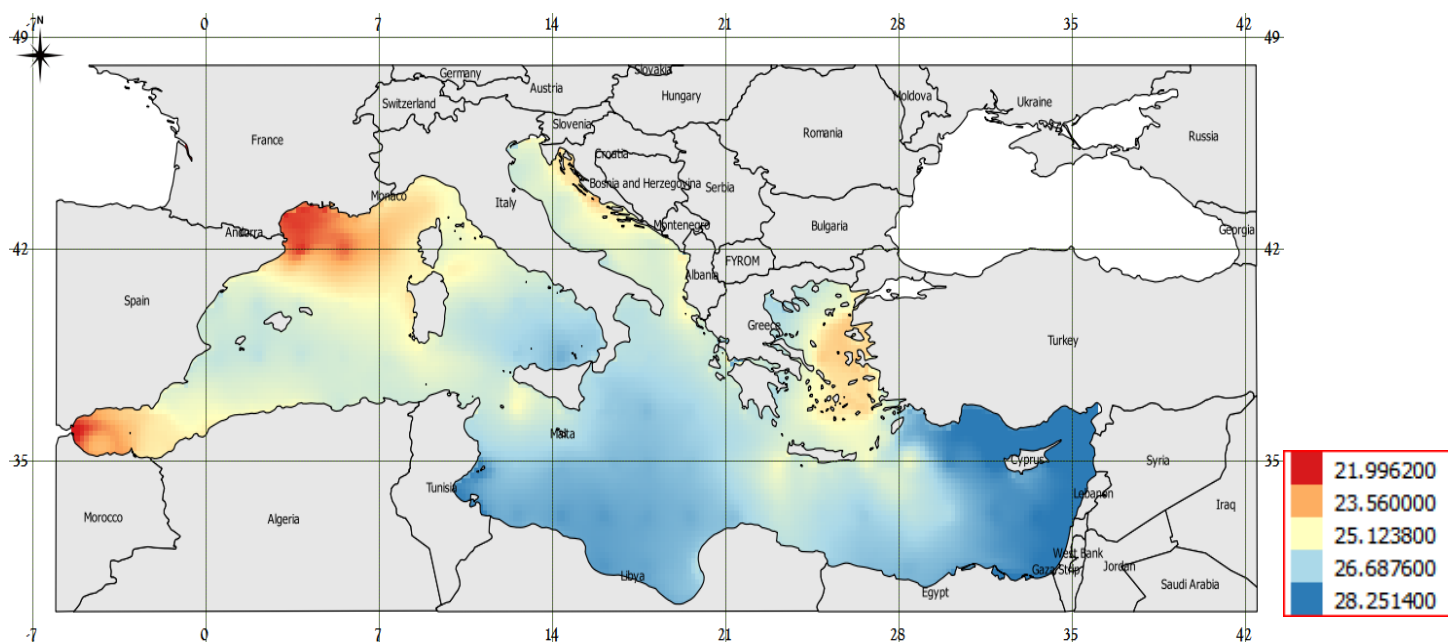 -7 0 7 14 21 28 35 42
N
49 49
Germany
Slovakia
Austria
Switzerland
Hungary
Moldova
Ukraine
Slovenia
France
Romania
Russia
Croatia
Bosnia and Herzegovina
Serbia
Monaco
Italy
Montenegro
Bulgaria
Andorra
Georgia
42 42
FYROM
Albania
Spain
Greece
Turkey
Malta
35 35
Cyprus
Syria
Tunisia
Lebanon
Iraq
Morocco
Algeria
West Bank
Gaza Strip
Jordan
Libya
Egypt
Saudi Arabia
-7 0 7 14 21 28 35 42
21.996200
23.560000
25.123800
26.687600
28.251400